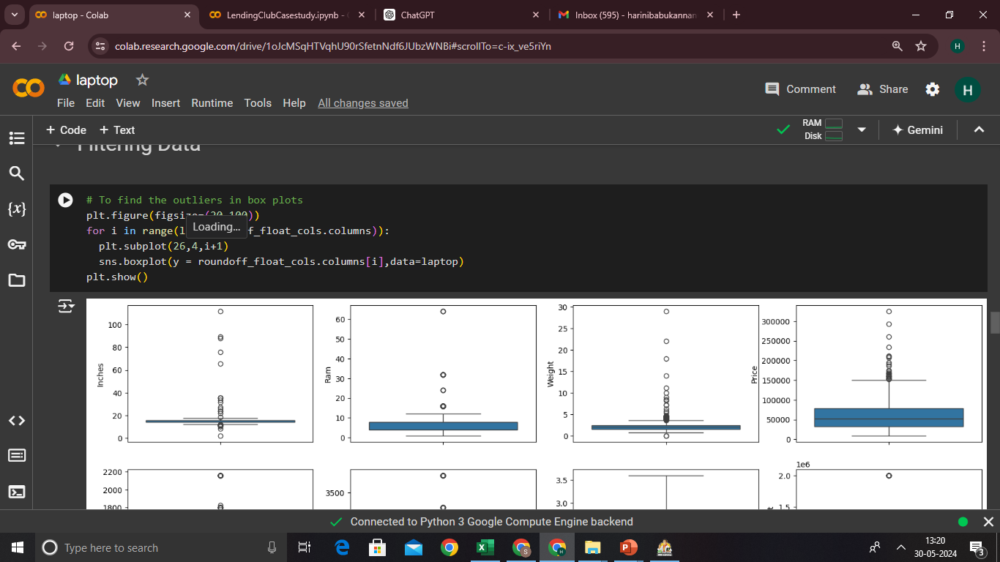 laptop - Colab
LendingClubCasestudy.ipynb -
ChatGPT
Inbox (595) - harinibabukannan
colab.research.google.com/drive/1oJcMSqHTVqhU90rSfetnNdf6JUbzWNBi#scrollTo=c-ix_ve5riYn
H
laptop
Comment
Share
H
File Edit View Insert Runtime Tools Help All changes saved
+ Code + Text
RAM
Disk
Gemini
Filtering Data
# To find the outliers in box plots
plt.figure(figsize=(20,100))
Loading...
for i in range(l f_float_cols.columns)):
plt.subplot(26,4,i+1)
sns.boxplot(y = roundoff_float_cols.columns[i],data=laptop)
plt.show()
Inches
100
80
60
40
20
0
Ram
60
50
40
30
20
10
0
Weight
30
25
20
15
10
5
0
Price
300000
250000
200000
150000
100000
50000
0
2200
2000
1800
3500
3.5
3.0
1e6
2.0
1.5
Connected to Python 3 Google Compute Engine backend
Type here to search
13:20
30-05-2024
3